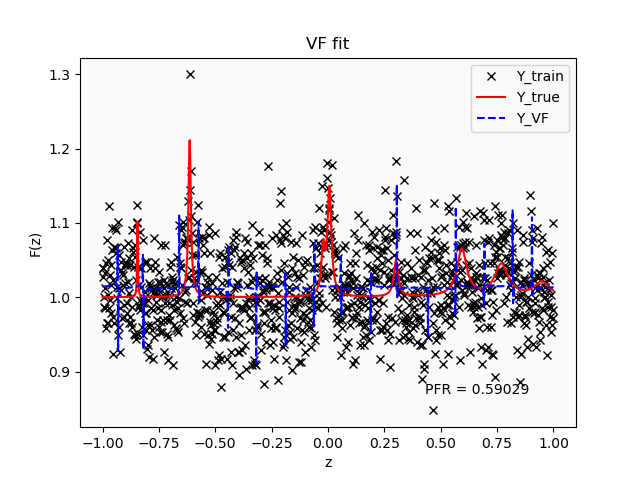 VF fit
Y_train
Y_true
Y_VF
1.3
1.2
1.1
1.0
0.9
F(z)
PFR = 0.59029
−1.00 −0.75 −0.50 −0.25 0.00 0.25 0.50 0.75 1.00
z